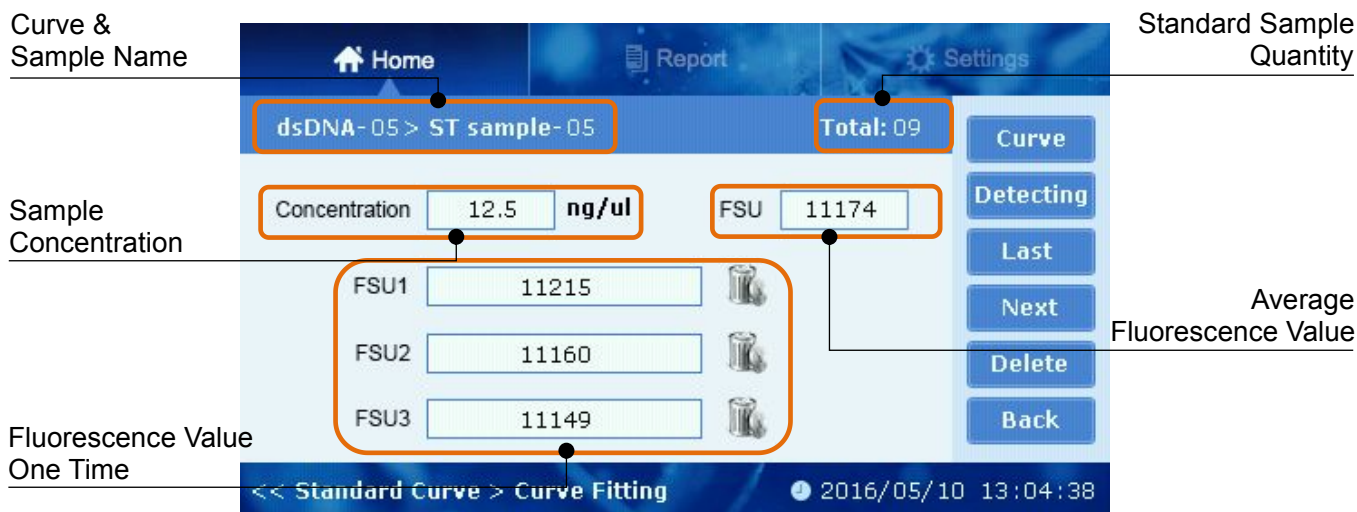 Curve &
Sample Name
Standard Sample
Quantity
Home
Report
Settings
dsDNA-05> ST sample-05
Total: 09
Curve
Sample
Concentration
Concentration 12.5 ng/ul
FSU 11174
Detecting
Last
FSU1 11215
Next
Average
Fluorescence Value
FSU2 11160
Delete
FSU3 11149
Back
Fluorescence Value
One Time
<< Standard Curve > Curve Fitting
2016/05/10 13:04:38